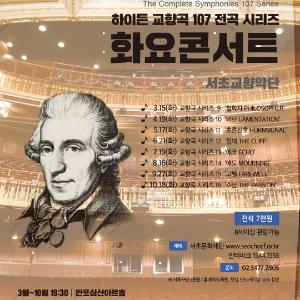 The Complete Symphonies 107 Series
하이든 교향곡 107 전곡 시리즈
화요콘서트
서초교향악단
3.15(화) 교향곡 시리즈 9 '철학자 PHILOSOPHER'
4.19(화) 교향곡 시리즈 10 LAMENTATION'
5.17(화) 교향곡 시리즈 11 '호른신호 HORNSIGNAL'
6.21(화) 교향곡 시리즈 12 THE CLIFF'
7.19(화) 교향곡 시리즈 13 ECHO'
8.16(화) 교향곡 시리즈 14 MOURNING'
9.27(화) 교향곡 시리즈 15 '고별 FAREWELL'
10.18(화) 교향곡 시리즈 16 '수난 THE PASSION'
전석 7천원
8세이상 관람가능
예매 서초문화재단 www.seochocf.or.kr
인터파크 1544.1555
문의 02.3477.2805
3월~10월 19:30 | 반포심산아트홀